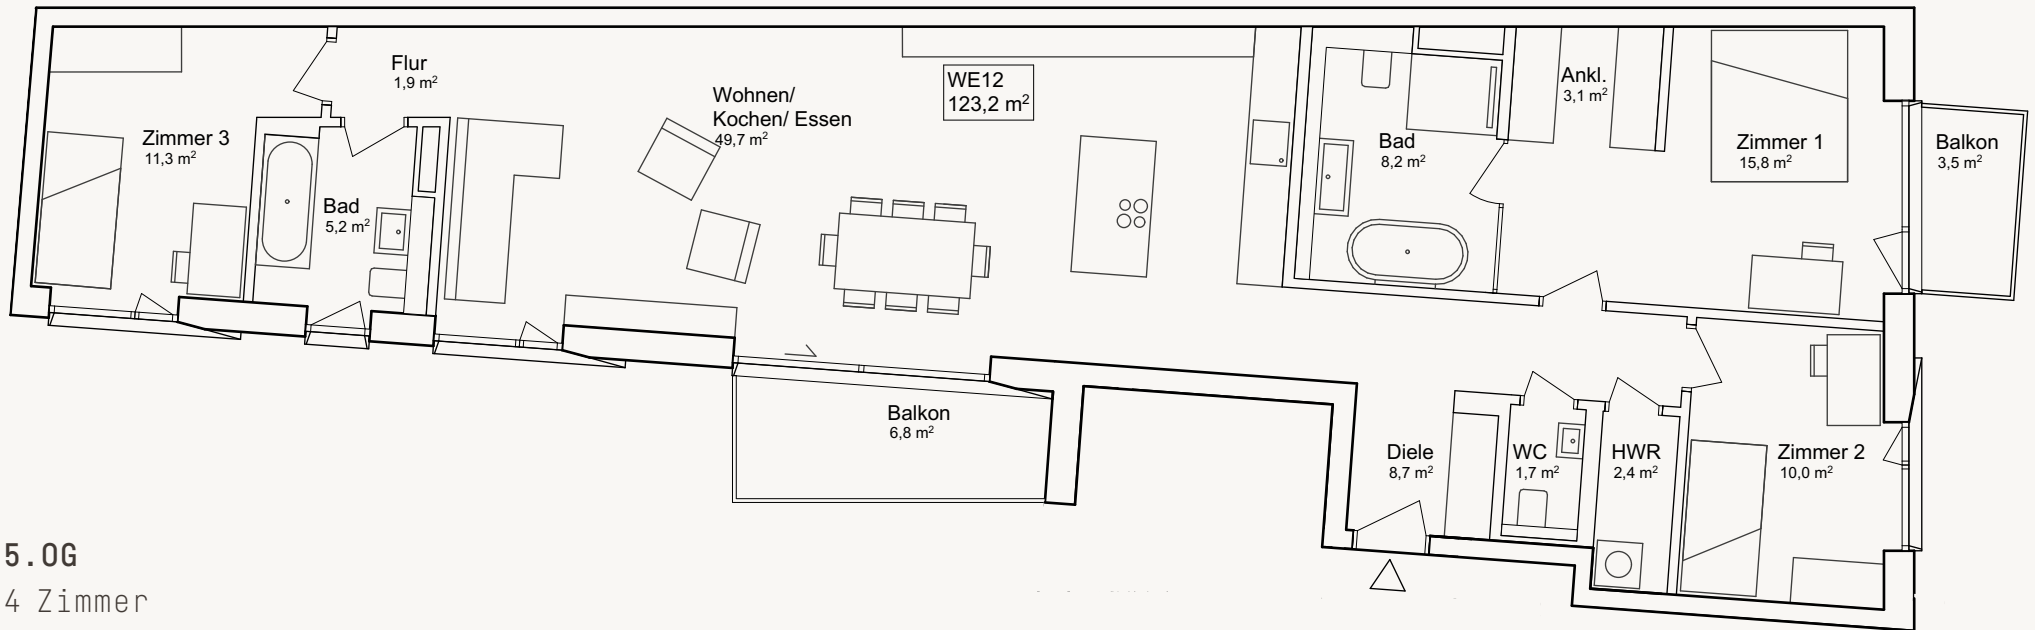 Flur
1,9 m²
WE12
123,2 m²
Ankl.
3,1 m²
Wohnen/
Kochen/ Essen
49,7 m²
Zimmer 3
11,3 m²
Bad
8,2 m²
Zimmer 1
15,8 m²
Balkon
3,5 m²
Bad
5,2 m²
Balkon
6,8 m²
Diele
8,7 m²
WC
1,7 m²
HWR
2,4 m²
Zimmer 2
10,0 m²
5.OG
4 Zimmer